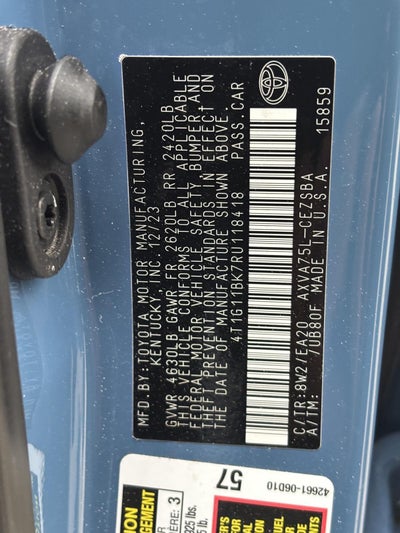 MFD.BY:TOYOTA MOTOR MANUFACTURING,
KENTUCKY, INC. 12/23
GVWR 4630LB GAWR FR 2620LB RR 2420LB
THIS VEHICLE CONFORMS TO ALL APPLICABLE
FEDERAL MOTOR VEHICLE SAFETY, BUMPER AND
THEFT PREVENTION STANDARDS IN EFFECT ON
THE DATE OF MANUFACTURE SHOWN ABOVE.
4T1G11BK7RU118418 PASS CAR
C/TR:8W27EA20 AXVA75L-CEZSBA
A/TM: /UB80F MADE IN U.S.A. 15859
57
42661-06D10